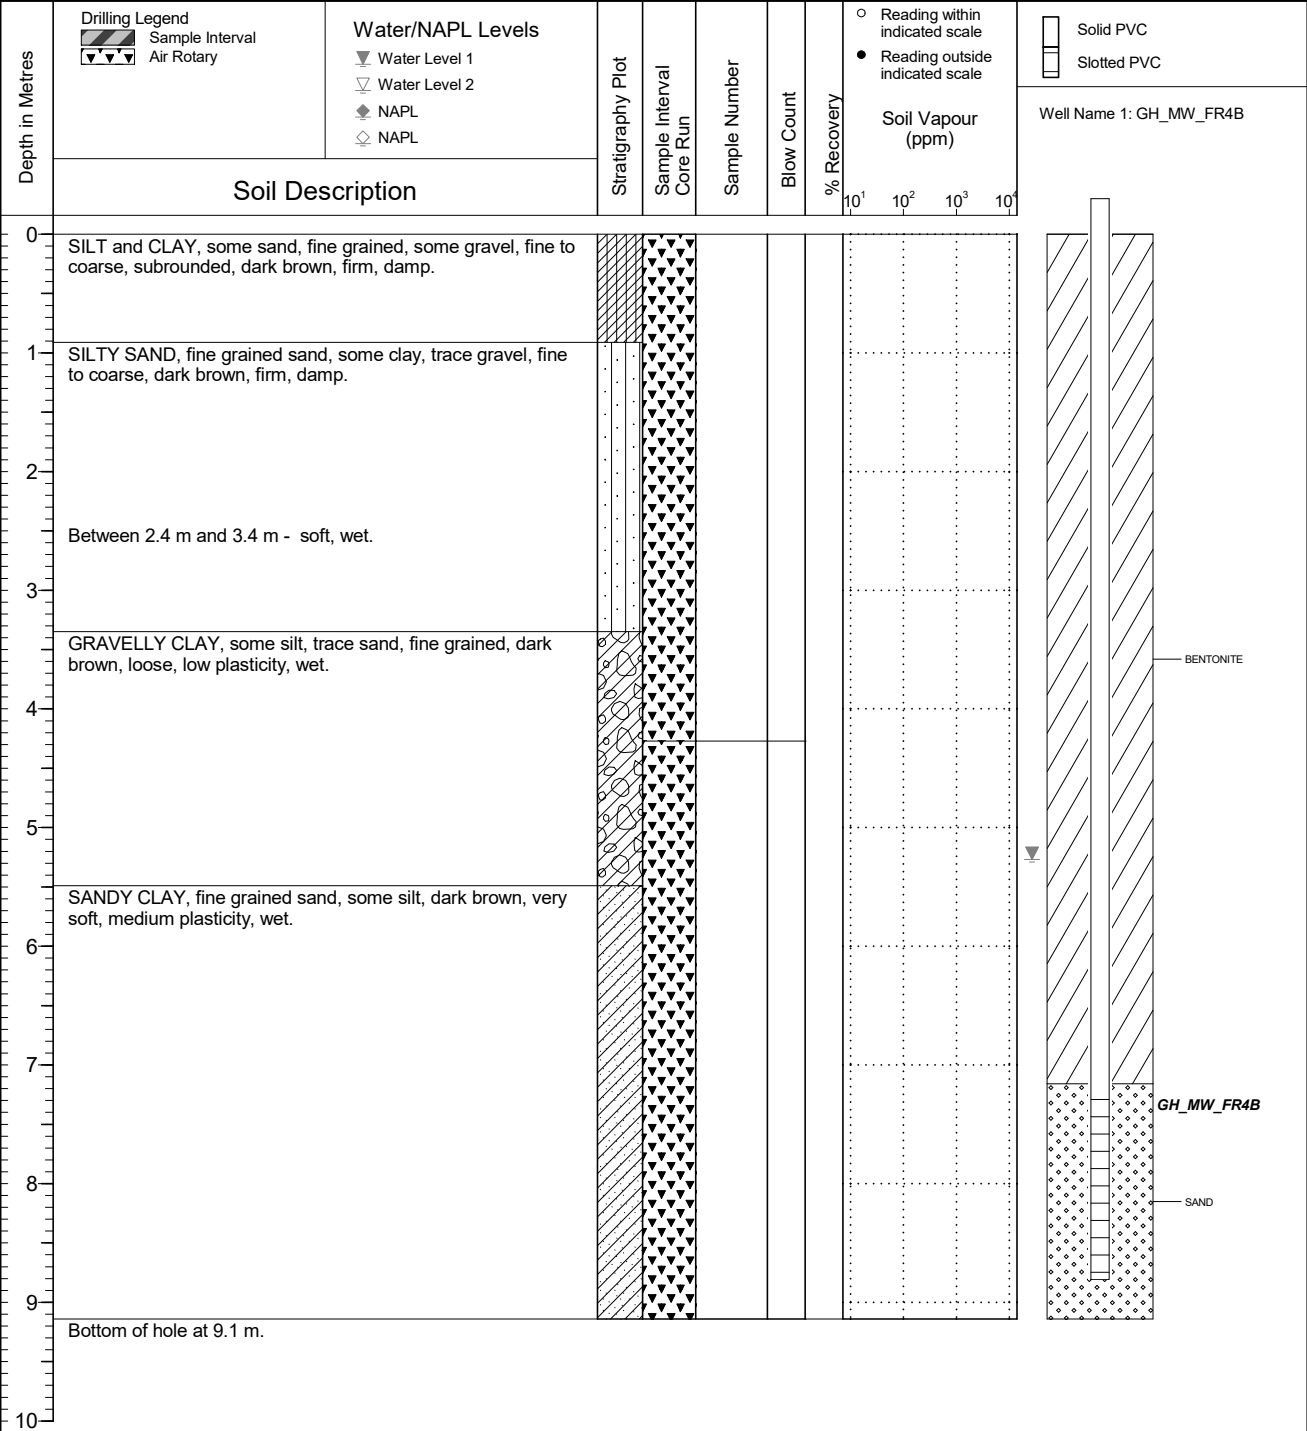 Depth in Metres
Drilling Legend
Sample Interval
Air Rotary
Water/NAPL Levels
Water Level 1
Water Level 2
NAPL
NAPL
Soil Description
Stratigraphy Plot
Sample Interval
Core Run
Sample Number
Blow Count
% Recovery
Reading within
indicated scale
Reading outside
indicated scale
Soil Vapour
(ppm)
10¹ 10² 10³ 10⁴
Solid PVC
Slotted PVC
Well Name 1: GH_MW_FR4B
0
SILT and CLAY, some sand, fine grained, some gravel, fine to
coarse, subrounded, dark brown, firm, damp.
1
SILTY SAND, fine grained sand, some clay, trace gravel, fine
to coarse, dark brown, firm, damp.
2
Between 2.4 m and 3.4 m - soft, wet.
3
GRAVELLY CLAY, some silt, trace sand, fine grained, dark
brown, loose, low plasticity, wet.
BENTONITE
4
5
SANDY CLAY, fine grained sand, some silt, dark brown, very
soft, medium plasticity, wet.
6
7
GH_MW_FR4B
8
SAND
9
Bottom of hole at 9.1 m.
10